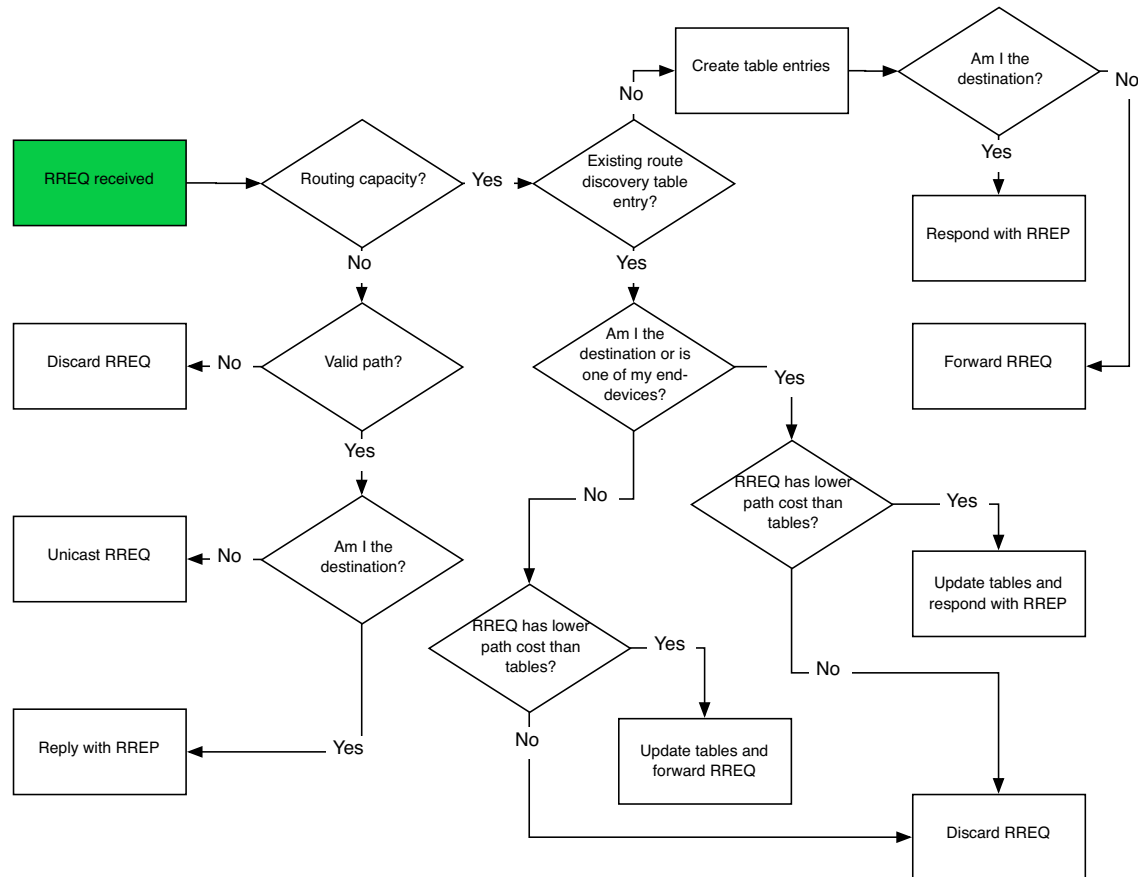 Create table entries
Am I the
destination?
No
No
Yes
RREQ received
Routing capacity?
Yes
Existing route
discovery table
entry?
Respond with RREP
No
Yes
Discard RREQ
No
Valid path?
Am I the
destination or is
one of my end-
devices?
Yes
Forward RREQ
Yes
No
RREQ has lower
path cost than
tables?
Yes
Unicast RREQ
No
Am I the
destination?
Update tables and
respond with RREP
RREQ has lower
path cost than
tables?
Yes
No
Reply with RREP
Yes
No
Update tables and
forward RREQ
Discard RREQ